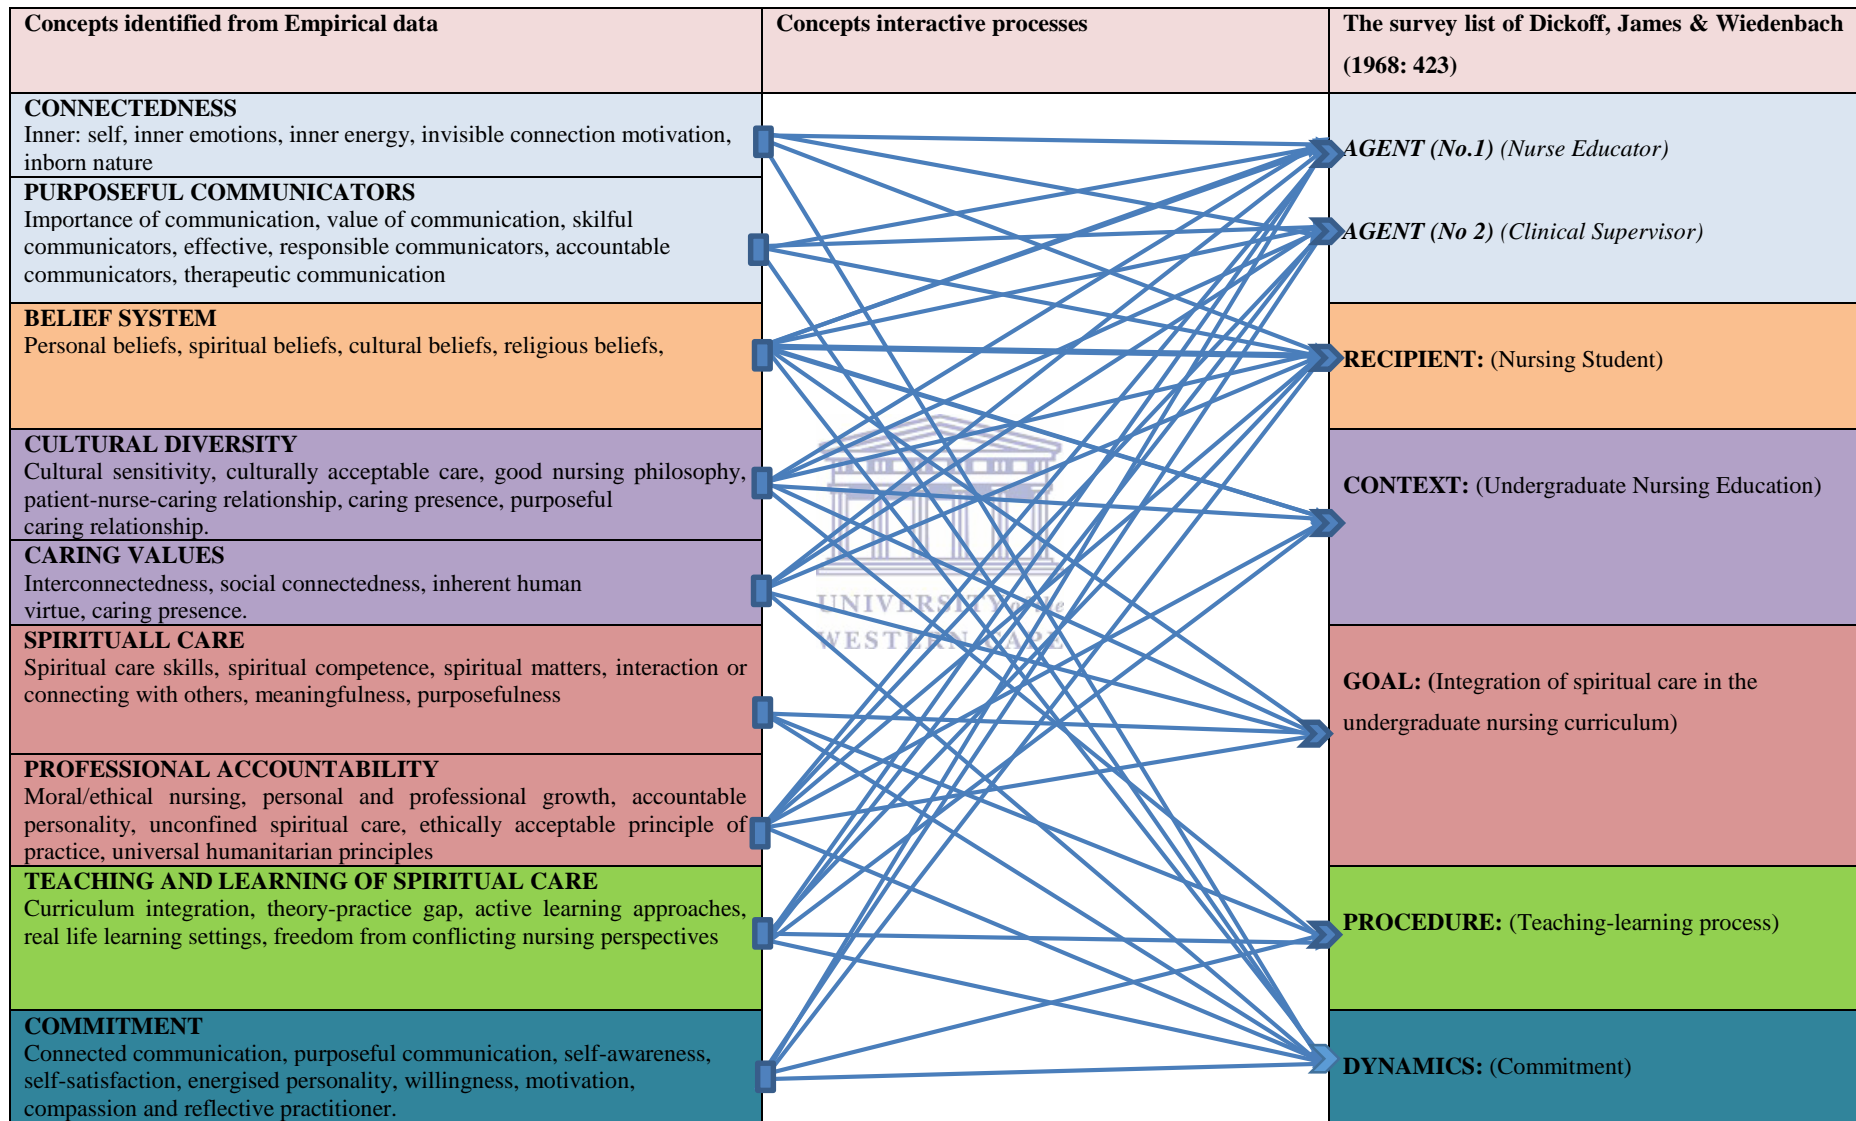 Concepts identified from Empirical data
Concepts interactive processes
The survey list of Dickoff, James & Wiedenbach
(1968: 423)
CONNECTEDNESS
Inner: self, inner emotions, inner energy, invisible connection motivation,
inborn nature
PURPOSEFUL COMMUNICATORS
Importance of communication, value of communication, skilful
communicators, effective, responsible communicators, accountable
communicators, therapeutic communication
AGENT (No.1) (Nurse Educator)
AGENT (No 2) (Clinical Supervisor)
BELIEF SYSTEM
Personal beliefs, spiritual beliefs, cultural beliefs, religious beliefs,
RECIPIENT: (Nursing Student)
CULTURAL DIVERSITY
Cultural sensitivity, culturally acceptable care, good nursing philosophy,
patient-nurse-caring relationship, caring presence, purposeful
caring relationship.
CARING VALUES
Interconnectedness, social connectedness, inherent human
virtue, caring presence.
CONTEXT: (Undergraduate Nursing Education)
UNIVERSITY of the
WESTERN CAPE
SPIRITUALL CARE
Spiritual care skills, spiritual competence, spiritual matters, interaction or
connecting with others, meaningfulness, purposefulness
PROFESSIONAL ACCOUNTABILITY
Moral/ethical nursing, personal and professional growth, accountable
personality, unconfined spiritual care, ethically acceptable principle of
practice, universal humanitarian principles
GOAL: (Integration of spiritual care in the
undergraduate nursing curriculum)
TEACHING AND LEARNING OF SPIRITUAL CARE
Curriculum integration, theory-practice gap, active learning approaches,
real life learning settings, freedom from conflicting nursing perspectives
PROCEDURE: (Teaching-learning process)
COMMITMENT
Connected communication, purposeful communication, self-awareness,
self-satisfaction, energised personality, willingness, motivation,
compassion and reflective practitioner.
DYNAMICS: (Commitment)